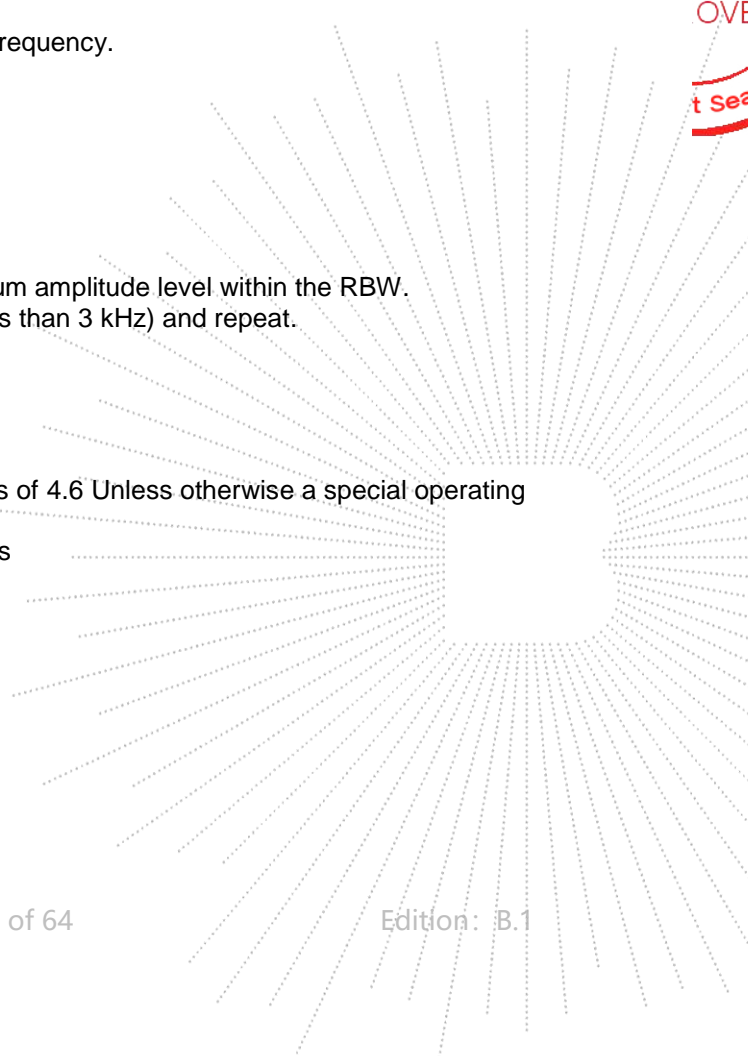 OVE
requency.
t Sea
um amplitude level within the RBW.
s than 3 kHz) and repeat.
s of 4.6 Unless otherwise a special operating
s
of 64 Edition: B.1